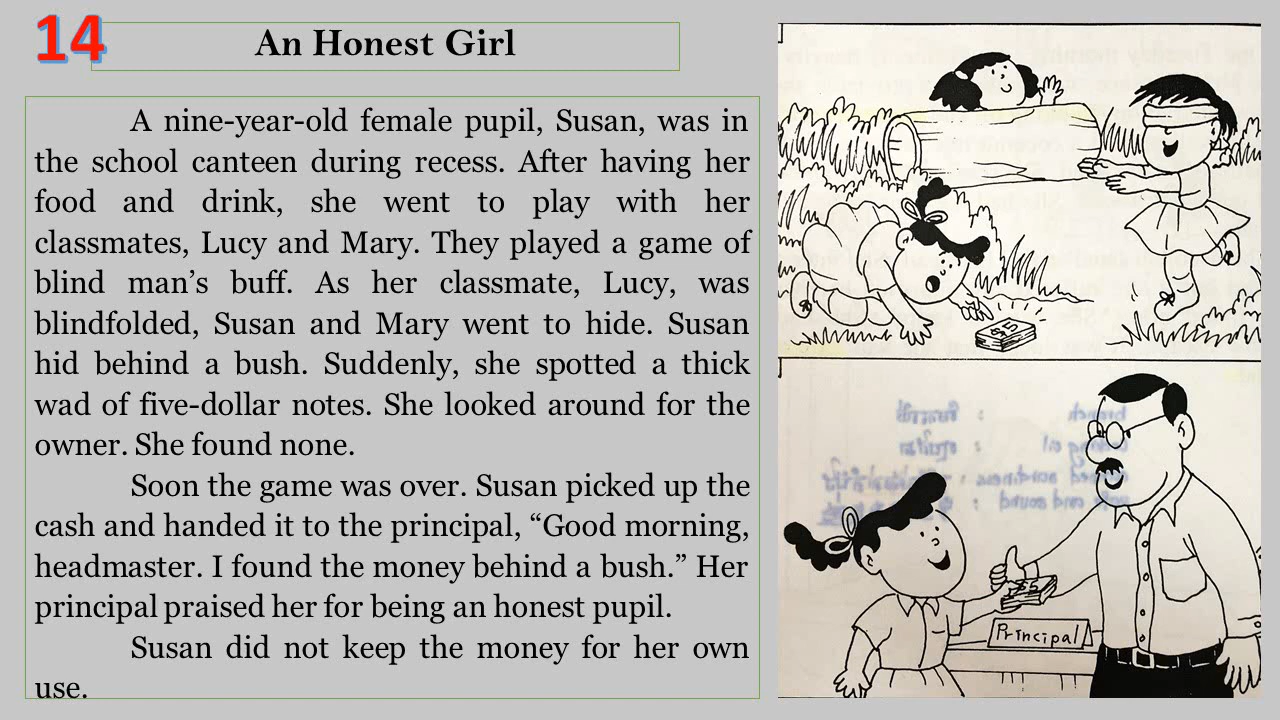 14
An Honest Girl
A nine-year-old female pupil, Susan, was in
the school canteen during recess. After having her
food and drink, she went to play with her
classmates, Lucy and Mary. They played a game of
blind man’s buff. As her classmate, Lucy, was
blindfolded, Susan and Mary went to hide. Susan
hid behind a bush. Suddenly, she spotted a thick
wad of five-dollar notes. She looked around for the
owner. She found none.
Soon the game was over. Susan picked up the
cash and handed it to the principal, “Good morning,
headmaster. I found the money behind a bush.” Her
principal praised her for being an honest pupil.
Susan did not keep the money for her own
use.
$5
$5
Principal